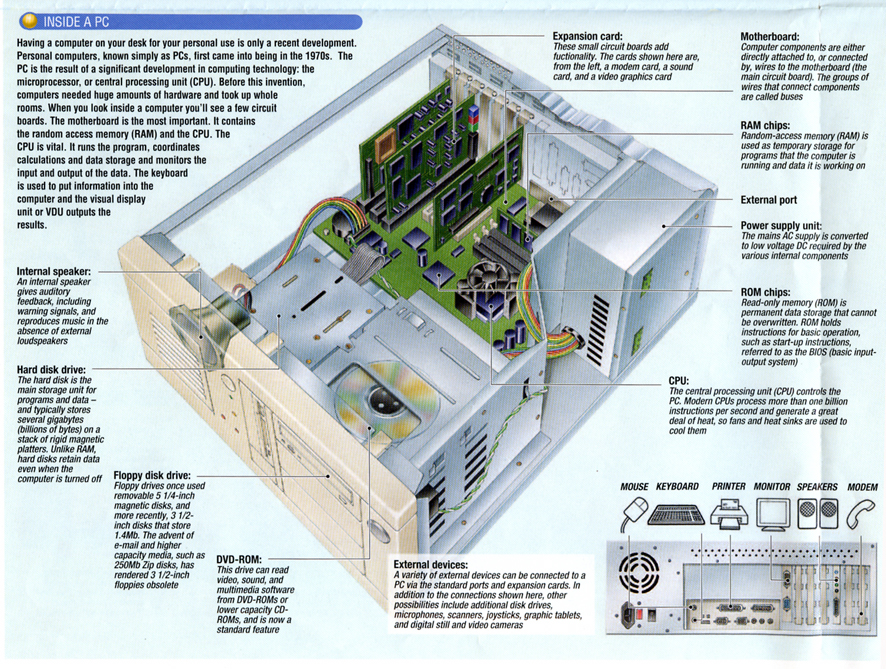 INSIDE A PC
Having a computer on your desk for your personal use is only a recent development.
Personal computers, known simply as PCs, first came into being in the 1970s. The
PC is the result of a significant development in computing technology: the
microprocessor, or central processing unit (CPU). Before this invention,
computers needed huge amounts of hardware and took up whole
rooms. When you look inside a computer you'll see a few circuit
boards. The motherboard is the most important. It contains
the random access memory (RAM) and the CPU. The
CPU is vital. It runs the program, coordinates
calculations and data storage and monitors the
input and output of the data. The keyboard
is used to put information into the
computer and the visual display
unit or VDU outputs the
results.
Expansion card:
These small circuit boards add
fuctionality. The cards shown here are,
from the left, a modem card, a sound
card, and a video graphics card
Motherboard:
Computer components are either
directly attached to, or connected
by, wires to the motherboard (the
main circuit board). The groups of
wires that connect components
are called buses
RAM chips:
Random-access memory (RAM) is
used as temporary storage for
programs that the computer is
running and data it is working on
External port
Power supply unit:
The mains AC supply is converted
to low voltage DC required by the
various internal components
ROM chips:
Read-only memory (ROM) is
permanent data storage that cannot
be overwritten. ROM holds
instructions for basic operation,
such as start-up instructions,
referred to as the BIOS (basic input-
output system)
CPU:
The central processing unit (CPU) controls the
PC. Modern CPUs process more than one billion
instructions per second and generate a great
deal of heat, so fans and heat sinks are used to
cool them
Internal speaker:
An internal speaker
gives auditory
feedback, including
warning signals, and
reproduces music in the
absence of external
loudspeakers
Hard disk drive:
The hard disk is the
main storage unit for
programs and data –
and typically stores
several gigabytes
(billions of bytes) on a
stack of rigid magnetic
platters. Unlike RAM,
hard disks retain data
even when the
computer is turned off
Floppy disk drive:
Floppy drives once used
removable 5 1/4-inch
magnetic disks, and
more recently, 3 1/2-
inch disks that store
1.4Mb. The advent of
e-mail and higher
capacity media, such as
250Mb Zip disks, has
rendered 3 1/2-inch
floppies obsolete
DVD-ROM:
This drive can read
video, sound, and
multimedia software
from DVD-ROMs or
lower capacity CD-
ROMs, and is now a
standard feature
External devices:
A variety of external devices can be connected to a
PC via the standard ports and expansion cards. In
addition to the connections shown here, other
possibilities include additional disk drives,
microphones, scanners, joysticks, graphic tablets,
and digital still and video cameras
MOUSE KEYBOARD PRINTER MONITOR SPEAKERS MODEM